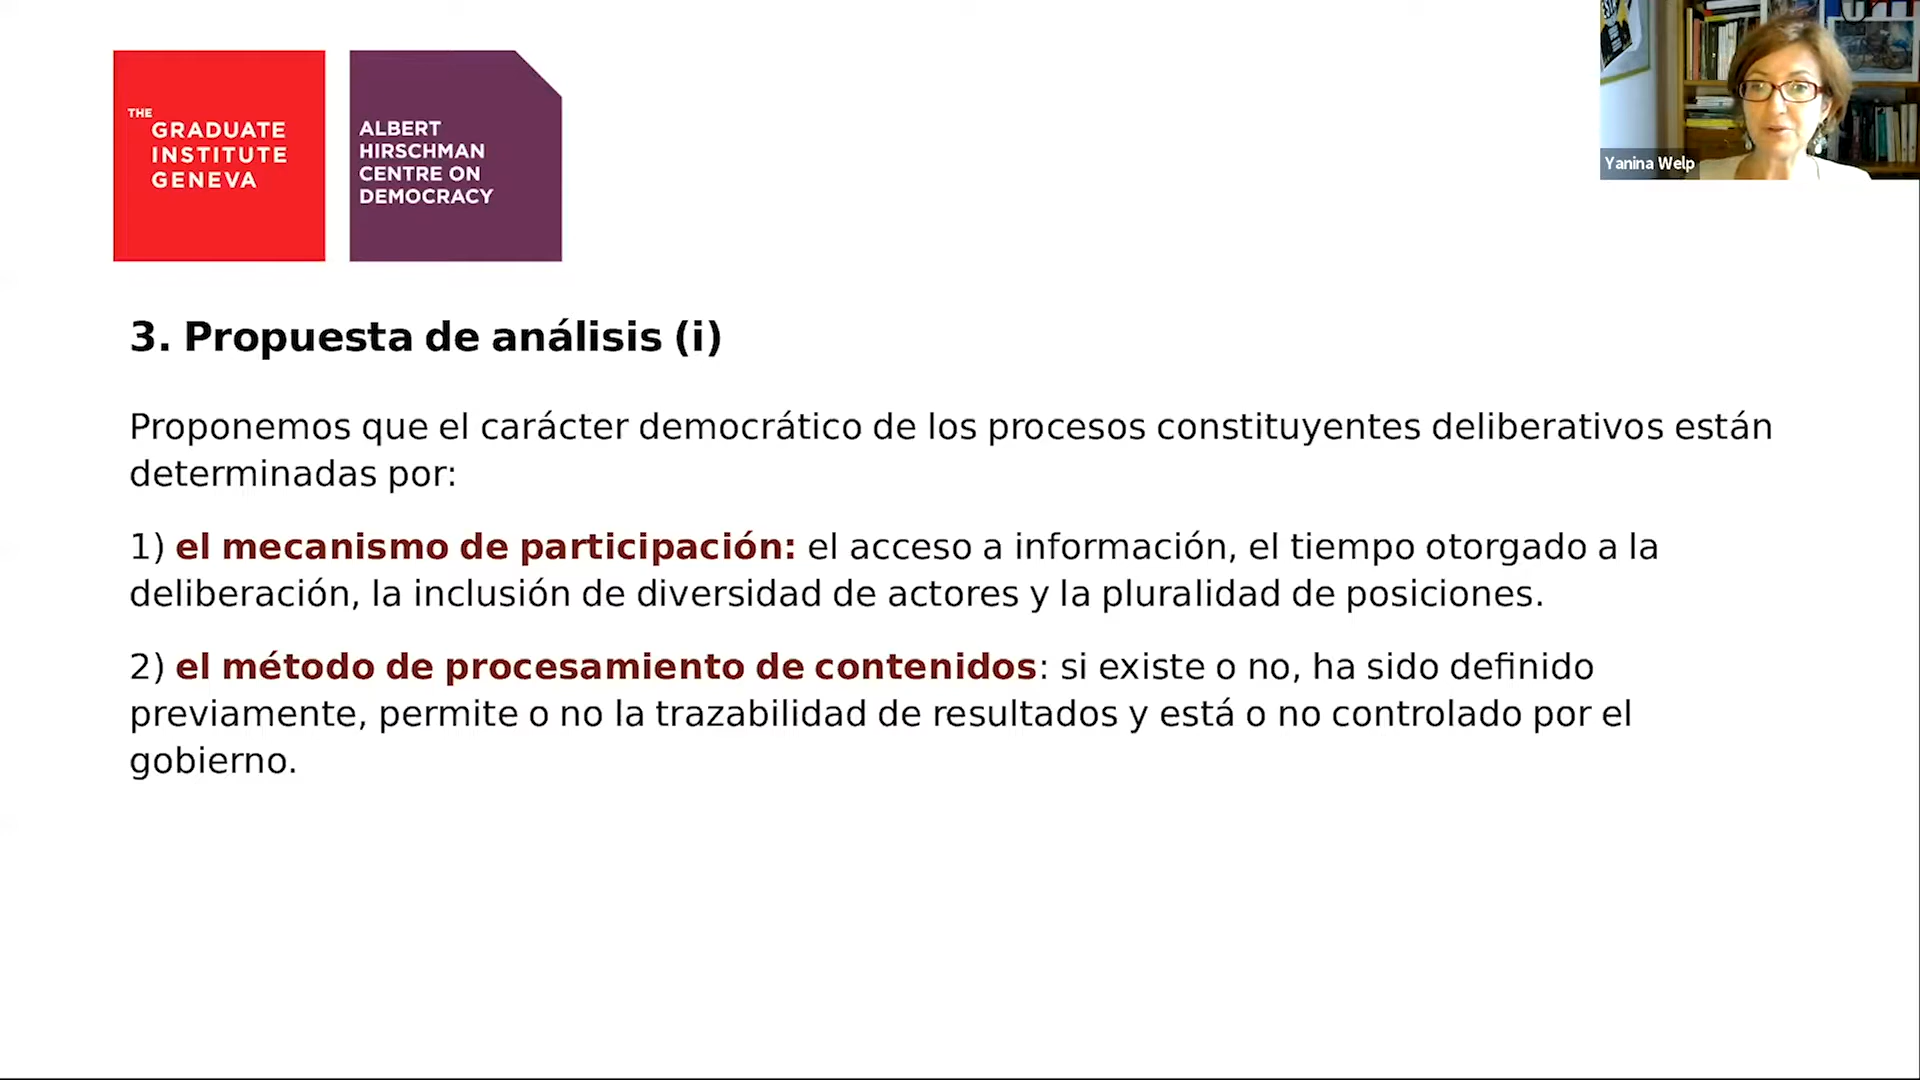 THE
GRADUATE
INSTITUTE
GENEVA
ALBERT
HIRSCHMAN
CENTRE ON
DEMOCRACY
Yanina Welp
3. Propuesta de análisis (i)
Proponemos que el carácter democrático de los procesos constituyentes deliberativos están
determinadas por:
1) el mecanismo de participación: el acceso a información, el tiempo otorgado a la
deliberación, la inclusión de diversidad de actores y la pluralidad de posiciones.
2) el método de procesamiento de contenidos: si existe o no, ha sido definido
previamente, permite o no la trazabilidad de resultados y está o no controlado por el
gobierno.